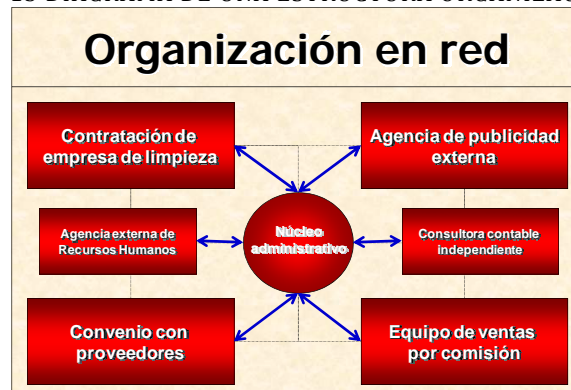 Organización en red
Contratación de
empresa de limpieza
Agencia de publicidad
externa
Agencia externa de
Recursos Humanos
Núcleo
administrativo
Consultora contable
independiente
Convenio con
proveedores
Equipo de ventas
por comisión